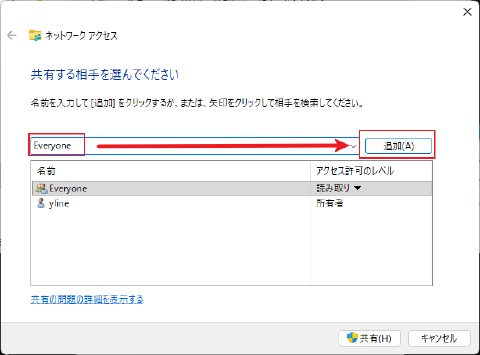 ネットワーク アクセス
共有する相手を選んでください
名前を入力して [追加] をクリックするか、または、矢印をクリックして相手を検索してください。
Everyone 追加(A)
名前 アクセス許可のレベル
Everyone 読み取り ▼
yline 所有者
共有の問題の詳細を表示する
共有(H) キャンセル